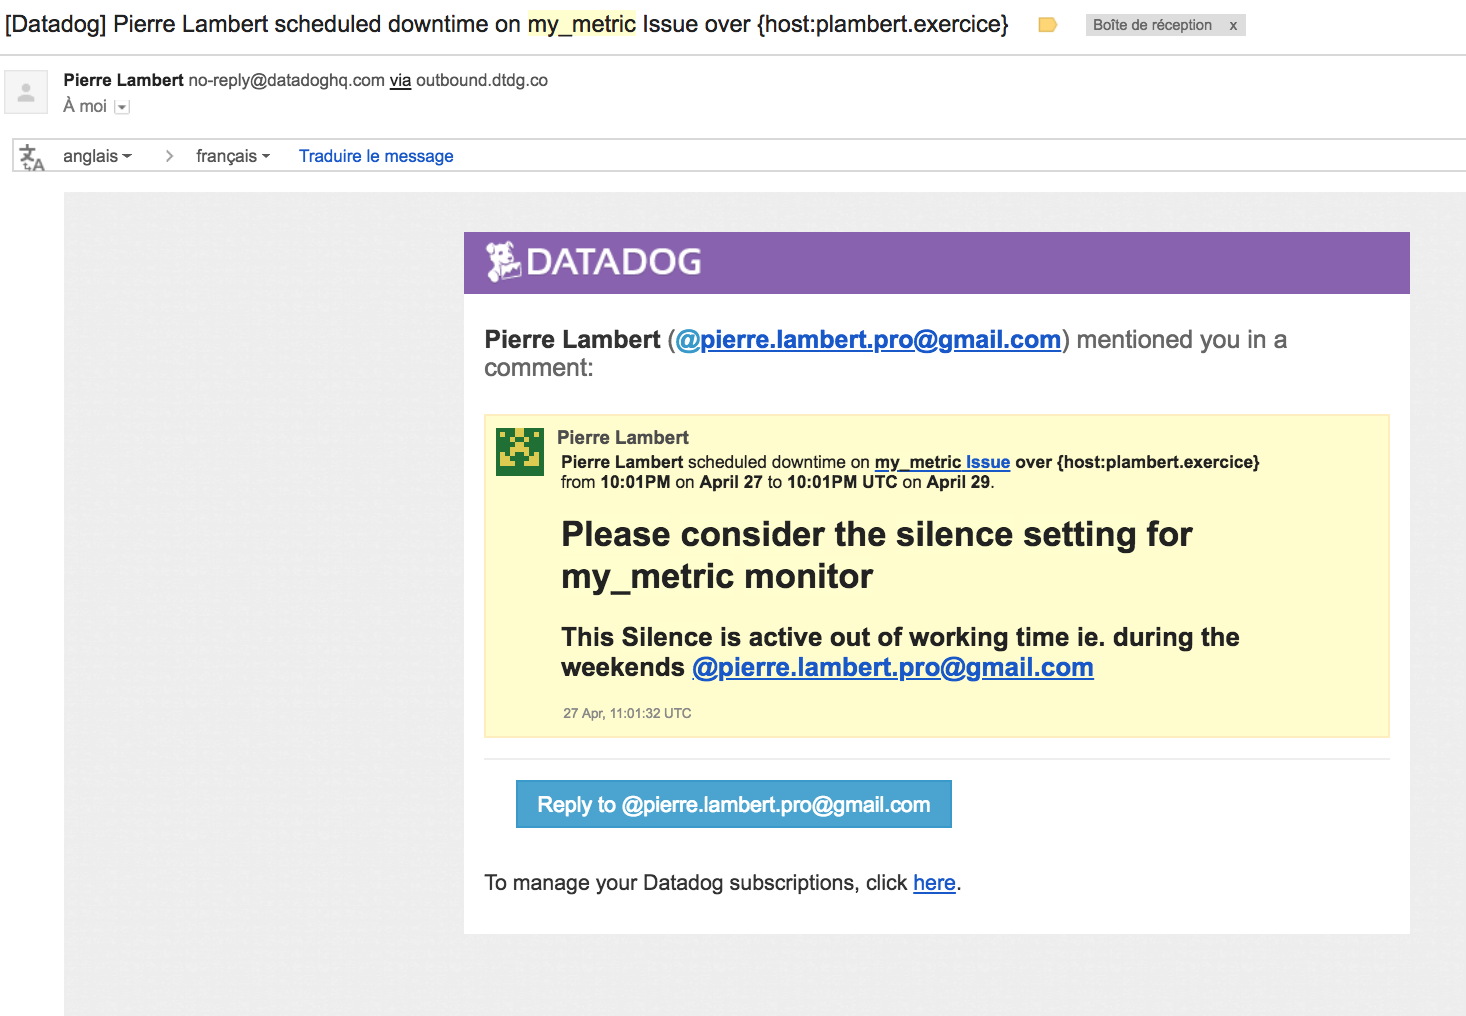 [Datadog] Pierre Lambert scheduled downtime on my_metric Issue over {host:plambert.exercice} Boîte de réception x
Pierre Lambert no-reply@datadoghq.com via outbound.dtdg.co
À moi
anglais français Traduire le message
DATADOG
Pierre Lambert (@pierre.lambert.pro@gmail.com) mentioned you in a
comment:
Pierre Lambert
Pierre Lambert scheduled downtime on my_metric Issue over {host:plambert.exercice}
from 10:01PM on April 27 to 10:01PM UTC on April 29.
Please consider the silence setting for
my_metric monitor
This Silence is active out of working time ie. during the
weekends @pierre.lambert.pro@gmail.com
27 Apr, 11:01:32 UTC
Reply to @pierre.lambert.pro@gmail.com
To manage your Datadog subscriptions, click here.